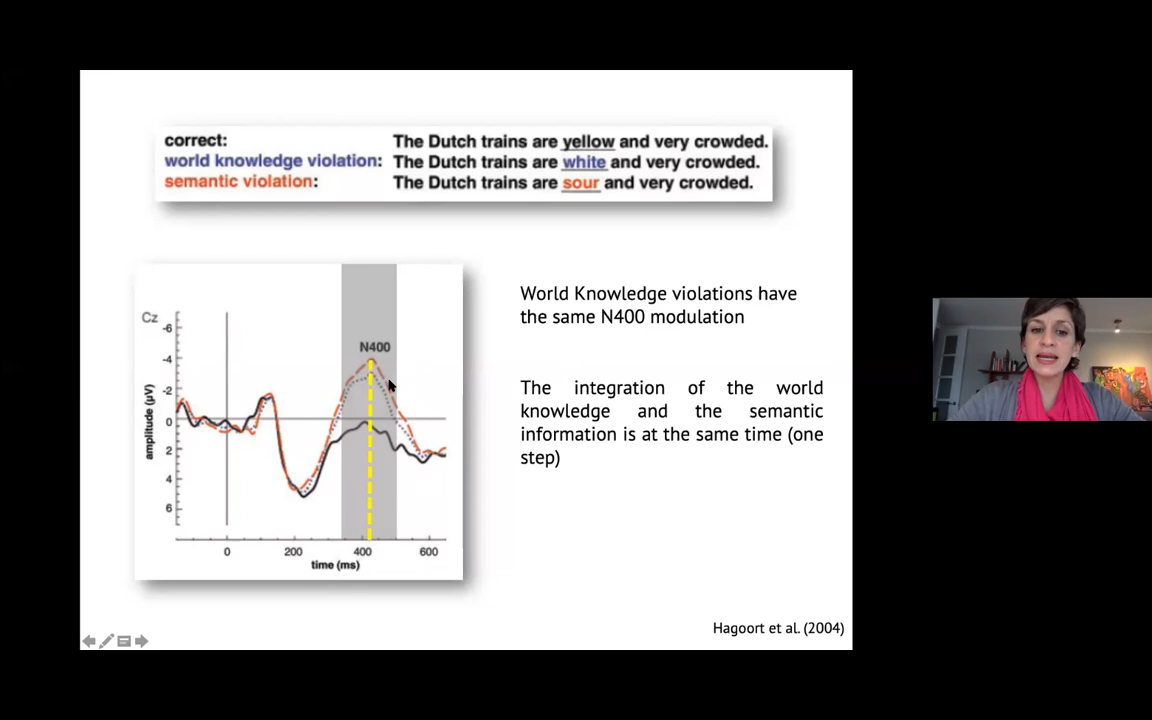 correct: The Dutch trains are yellow and very crowded.
world knowledge violation: The Dutch trains are white and very crowded.
semantic violation: The Dutch trains are sour and very crowded.
Cz
-6
-4
-2
0
2
4
6
amplitude (µV)
N400
0 200 400 600
time (ms)
World Knowledge violations have
the same N400 modulation
The integration of the world
knowledge and the semantic
information is at the same time (one
step)
Hagoort et al. (2004)